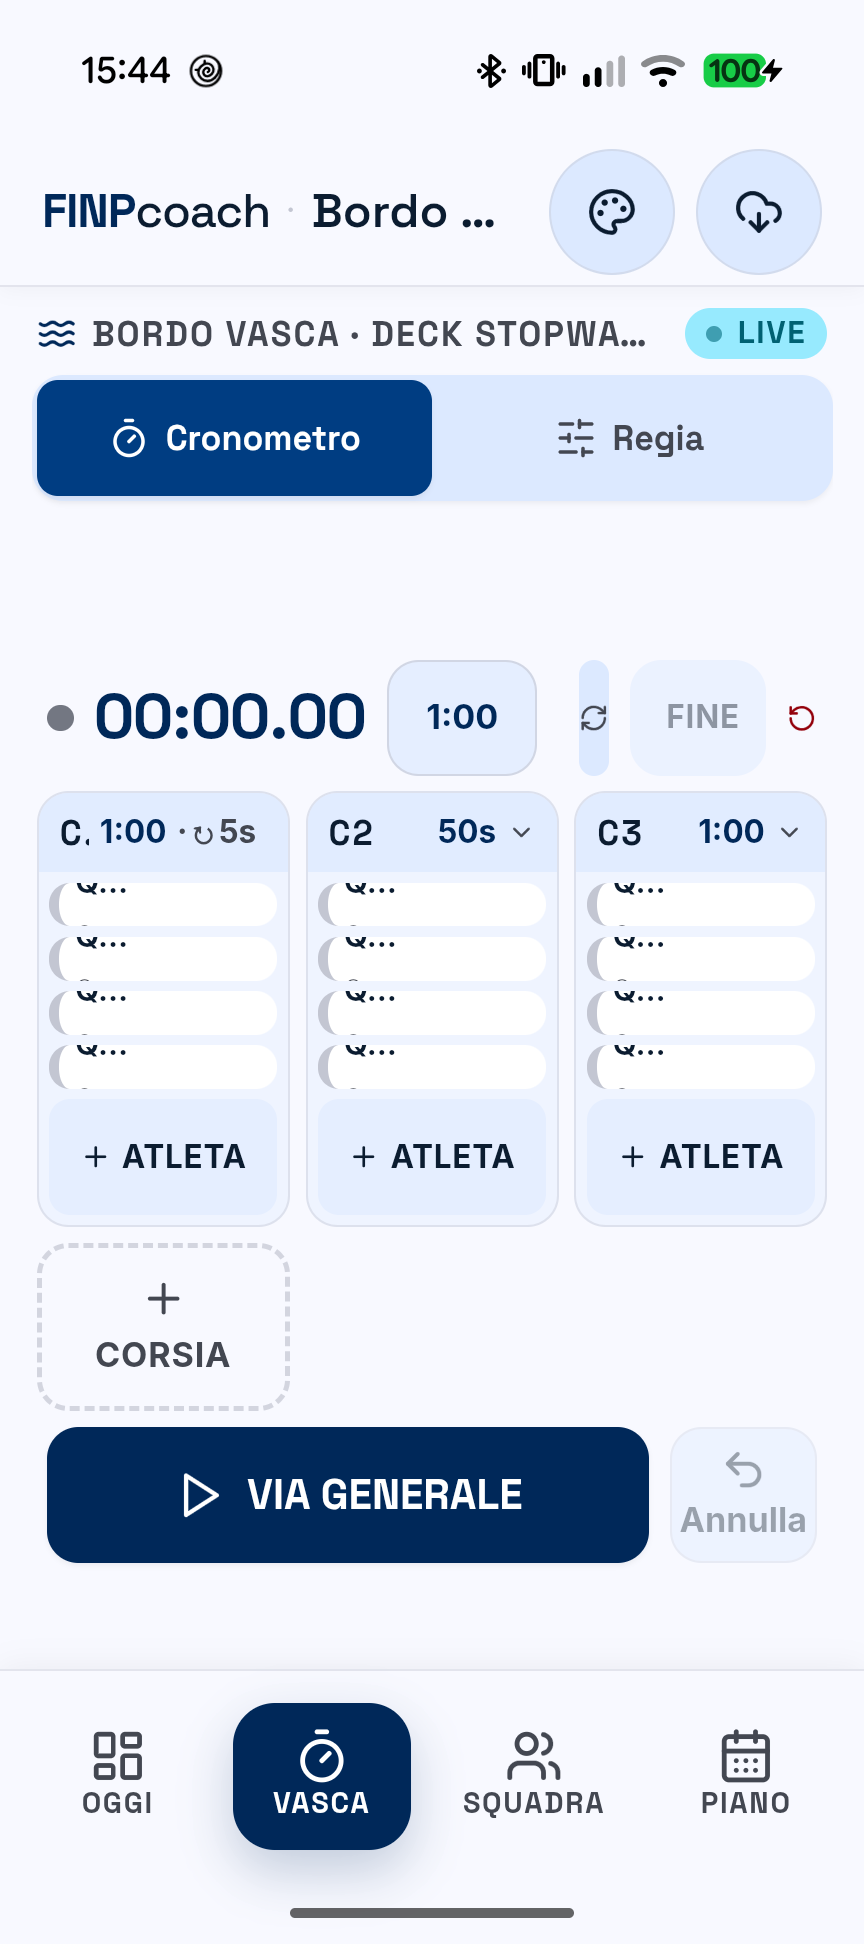 15:44 100
FINPcoach · Bordo ...
BORDO VASCA · DECK STOPWA... LIVE
Cronometro Regia
00:00.00 1:00 FINE
C. 1:00 · 5s C2 50s C3 1:00
Q... Q... Q...
Q... Q... Q...
Q... Q... Q...
Q... Q... Q...
+ ATLETA + ATLETA + ATLETA
+
CORSIA
VIA GENERALE Annulla
OGGI VASCA SQUADRA PIANO